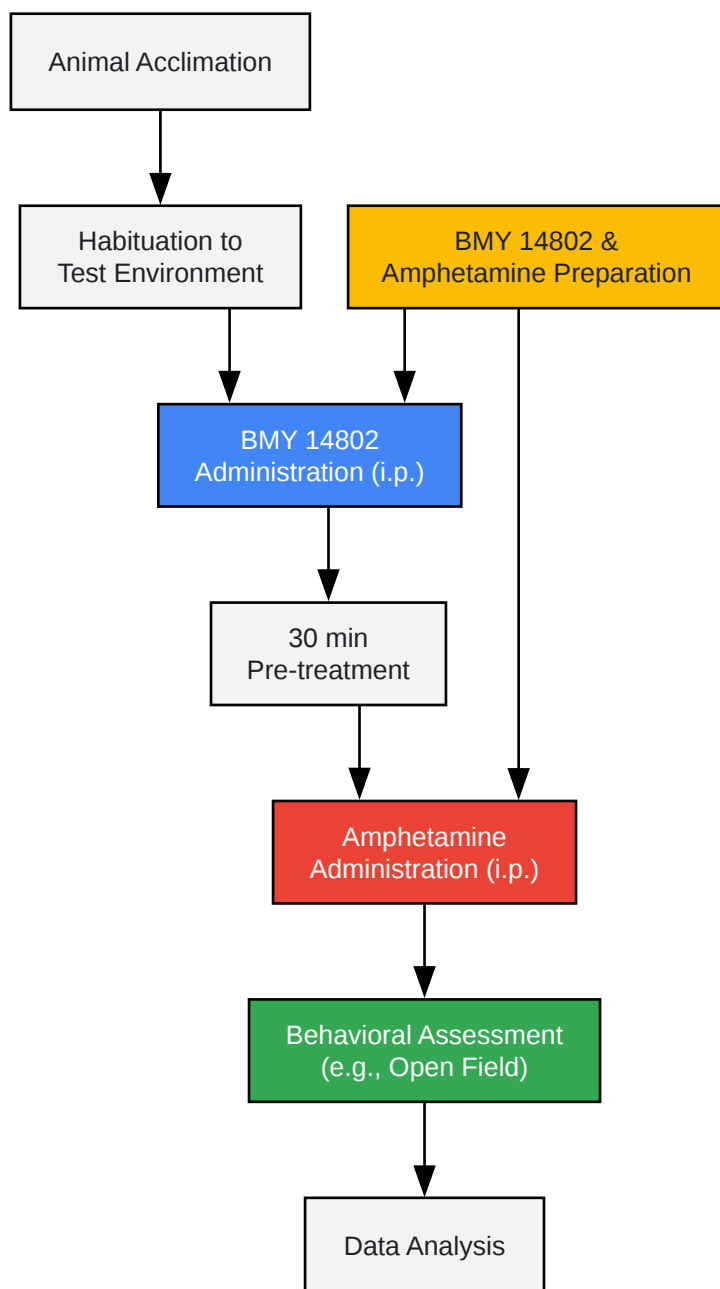 Animal Acclimation
Habituation to
Test Environment
BMY 14802 &
Amphetamine Preparation
BMY 14802
Administration (i.p.)
30 min
Pre-treatment
Amphetamine
Administration (i.p.)
Behavioral Assessment
(e.g., Open Field)
Data Analysis